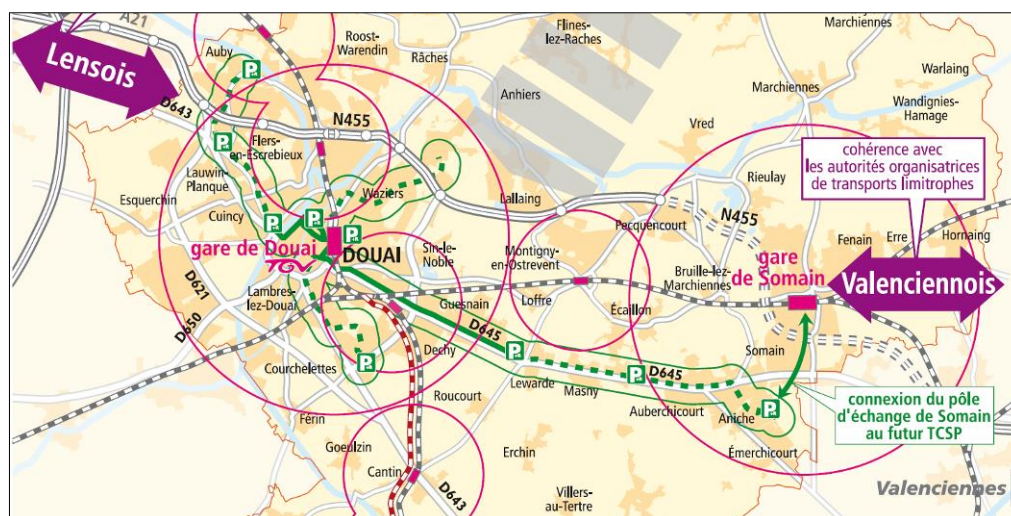 A21
Lensois
D643
Auby
Roost-
Warendin
Râches
Flines
-lez-Raches
Marchiennes
Anhiers
Marchiennes
Warlaing
Wandignies-
Hamage
N455
Vred
Flers-
en-Escrebieux
Lauwin-
Planque
Esquerchin
Cuincy
Waziers
Lallaing
Rieulay
N455
cohérence avec
les autorités organisatrices
de transports limitrophes
gare de Douai
TGV
DOUAI
Sin-le
Noble
Montigny-
en-Ostrevent
Pecquencourt
Bruille-lez-
Marchiennes
gare
de Somain
Fenain
Erre
Hornaing
Valenciennois
D621
D650
Lambres-
lez-Douai
Guesnain
Loffre
Écaillon
D645
Dechy
Courchelettes
Lewarde
Masny
D645
Somain
Roucourt
Auberchicourt
Aniche
connexion du pôle
d'échange de Somain
au futur TCSP
Férin
Goeulzin
Cantin
Erchin
Émerchicourt
D643
Villers-
au-Tertre
Valenciennes
P
P
P
P
P
P
P
P
P